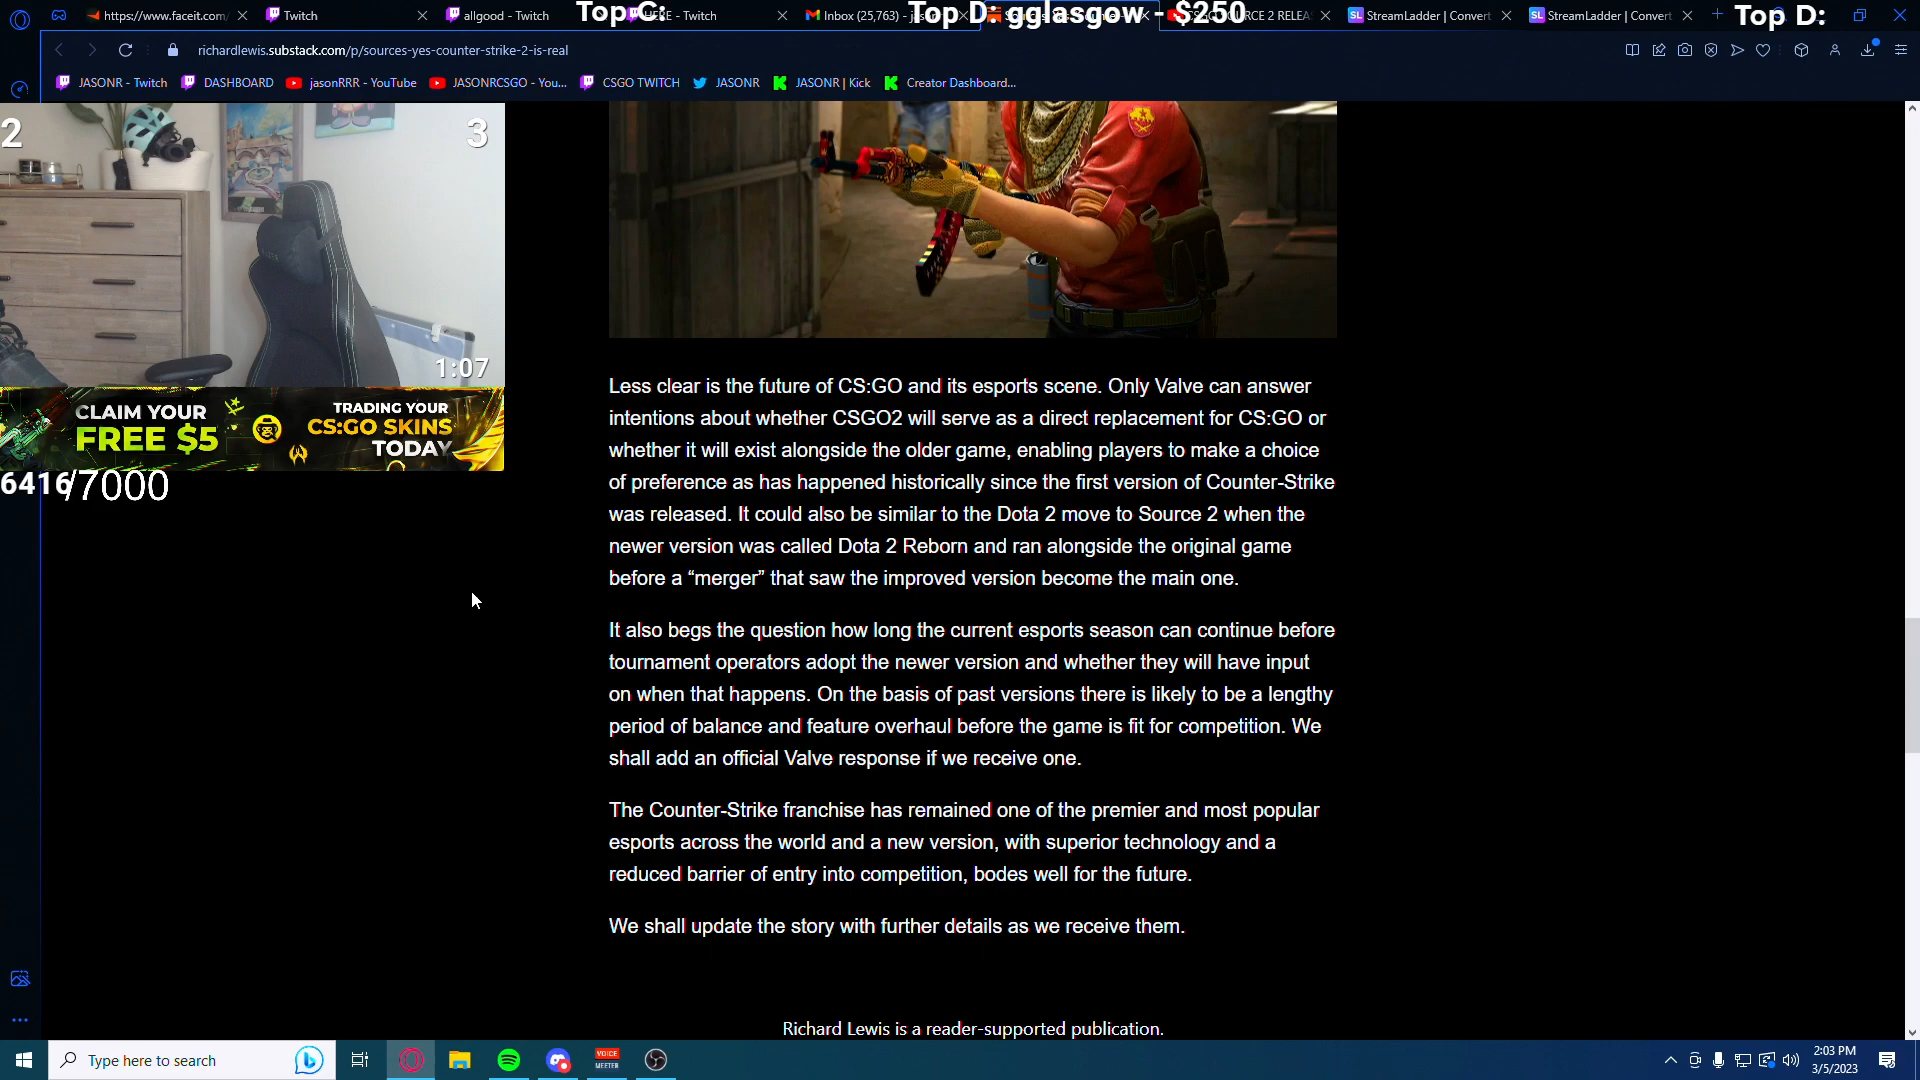 https://www.faceit.com/
Twitch
allgood - Twitch
Top C:
HERE - Twitch
Inbox (25,763) - jason
Top D: gglasgow - $250
CSGO SOURCE 2 RELEA
StreamLadder | Convert
StreamLadder | Convert
Top D:
richardlewis.substack.com/p/sources-yes-counter-strike-2-is-real
JASONR - Twitch
DASHBOARD
jasonRRR - YouTube
JASONRCSGO - You...
CSGO TWITCH
JASONR
JASONR | Kick
Creator Dashboard...
2
3
1:07
CLAIM YOUR
FREE $5
TRADING YOUR
CS:GO SKINS
TODAY
6416/7000
Less clear is the future of CS:GO and its esports scene. Only Valve can answer
intentions about whether CSGO2 will serve as a direct replacement for CS:GO or
whether it will exist alongside the older game, enabling players to make a choice
of preference as has happened historically since the first version of Counter-Strike
was released. It could also be similar to the Dota 2 move to Source 2 when the
newer version was called Dota 2 Reborn and ran alongside the original game
before a “merger” that saw the improved version become the main one.
It also begs the question how long the current esports season can continue before
tournament operators adopt the newer version and whether they will have input
on when that happens. On the basis of past versions there is likely to be a lengthy
period of balance and feature overhaul before the game is fit for competition. We
shall add an official Valve response if we receive one.
The Counter-Strike franchise has remained one of the premier and most popular
esports across the world and a new version, with superior technology and a
reduced barrier of entry into competition, bodes well for the future.
We shall update the story with further details as we receive them.
Richard Lewis is a reader-supported publication.
Type here to search
VOICE
MEETER
2:03 PM
3/5/2023